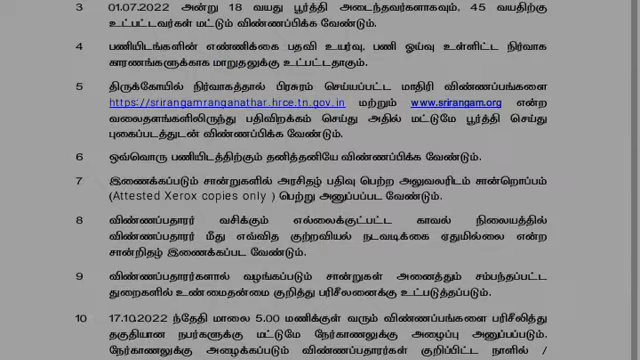 3 01.07.2022 அன்று 18 வயது பூர்த்தி அடைந்தவர்களாகவும், 45 வயதிற்கு
உட்பட்டவர்கள் மட்டும் விண்ணப்பிக்க வேண்டும்.
4 பணியிடங்களின் எண்ணிக்கை பதவி உயர்வு, பணி ஓய்வு உள்ளிட்ட நிர்வாக
காரணங்களுக்காக மாறுதலுக்கு உட்பட்டதாகும்.
5 திருக்கோயில் நிர்வாகத்தால் பிரசுரம் செய்யப்பட்ட மாதிரி விண்ணப்பங்களை
https://srirangamranganathar.hrce.tn.gov.in மற்றும் www.srirangam.org என்ற
வலைதளங்களிலிருந்து பதிவிறக்கம் செய்து அதில் மட்டுமே பூர்த்தி செய்து
புகைப்படத்துடன் விண்ணப்பிக்க வேண்டும்.
6 ஒவ்வொரு பணியிடத்திற்கும் தனித்தனியே விண்ணப்பிக்க வேண்டும்.
7 இணைக்கப்படும் சான்றுகளில் அரசிதழ் பதிவு பெற்ற அலுவலரிடம் சான்றொப்பம்
(Attested Xerox copies only ) பெற்று அனுப்பப்பட வேண்டும்.
8 விண்ணப்பதாரர் வசிக்கும் எல்லைக்குட்பட்ட காவல் நிலையத்தில்
விண்ணப்பதாரர் மீது எவ்வித குற்றவியல் நடவடிக்கை ஏதுமில்லை என்ற
சான்றிதழ் இணைக்கப்பட வேண்டும்.
9 விண்ணப்பதாரர்களால் வழங்கப்படும் சான்றுகள் அனைத்தும் சம்பந்தப்பட்ட
துறைகளில் உண்மைதன்மை குறித்து பரிசீலனைக்கு உட்படுத்தப்படும்.
10 17.10.2022 ந்தேதி மாலை 5.00 மணிக்குள் வரும் விண்ணப்பங்களை பரிசீலித்து
தகுதியான நபர்களுக்கு மட்டுமே நேர்காணலுக்கு அழைப்பு அனுப்பப்படும்.
நேர்காணலுக்கு அழைக்கப்படும் விண்ணப்பதாரர்கள் குறிப்பிட்ட நாளில் /